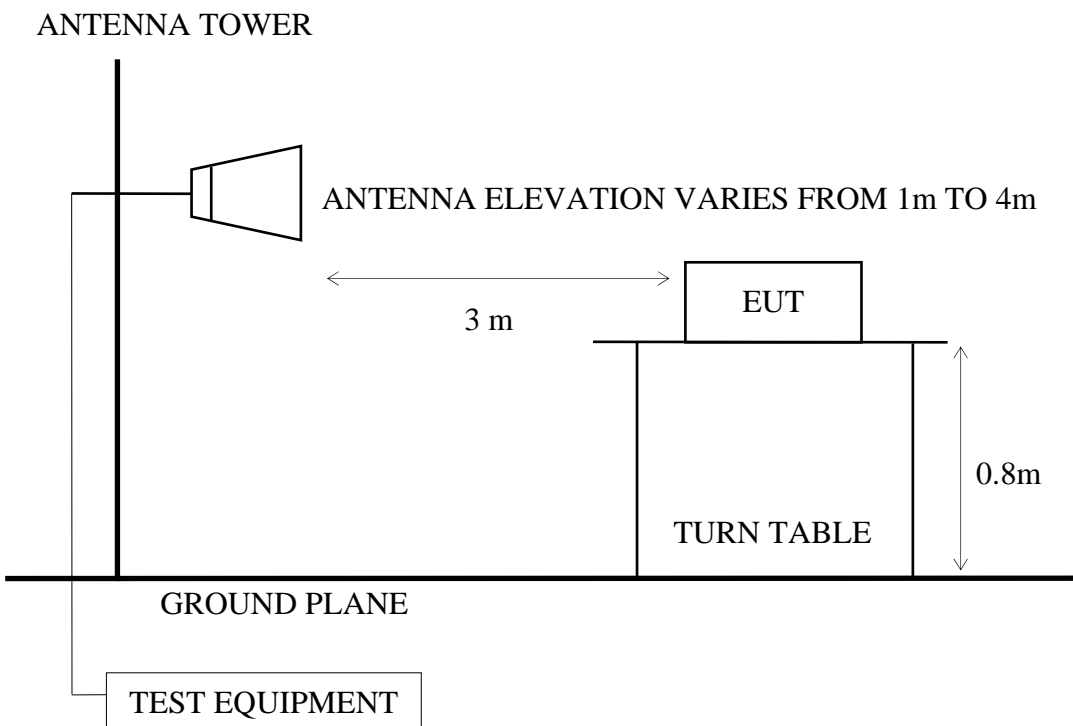 ANTENNA TOWER
ANTENNA ELEVATION VARIES FROM 1m TO 4m
EUT
3 m
0.8m
TURN TABLE
GROUND PLANE
TEST EQUIPMENT